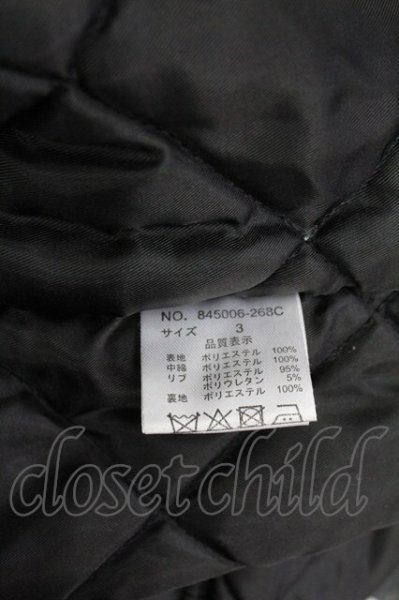 NO. 845006-268C
サイズ 3
品質表示
表地 ポリエステル 100%
中綿 ポリエステル 100%
リブ ポリエステル 95%
ポリウレタン 5%
裏地 ポリエステル 100%
closet child